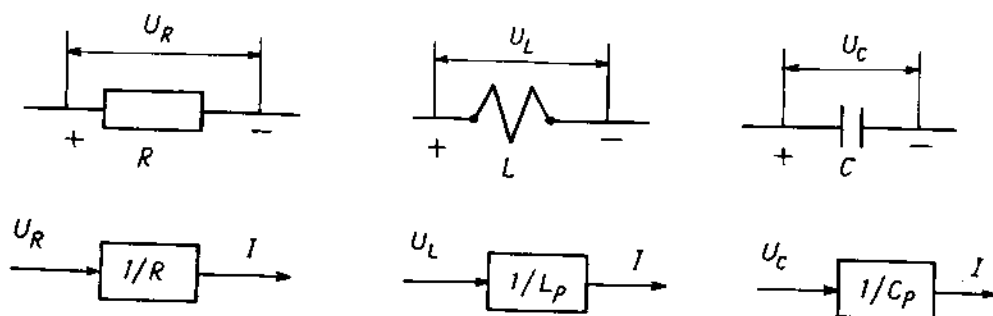 U_R U_L U_C
+ − + − + −
R L C
U_R 1/R I U_L 1/L_p I U_C 1/C_p I